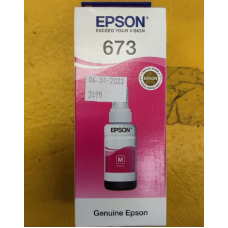 EPSON
EXCEED YOUR VISION
673
06.04-2021
2499
EPSON
M
Genuine Epson